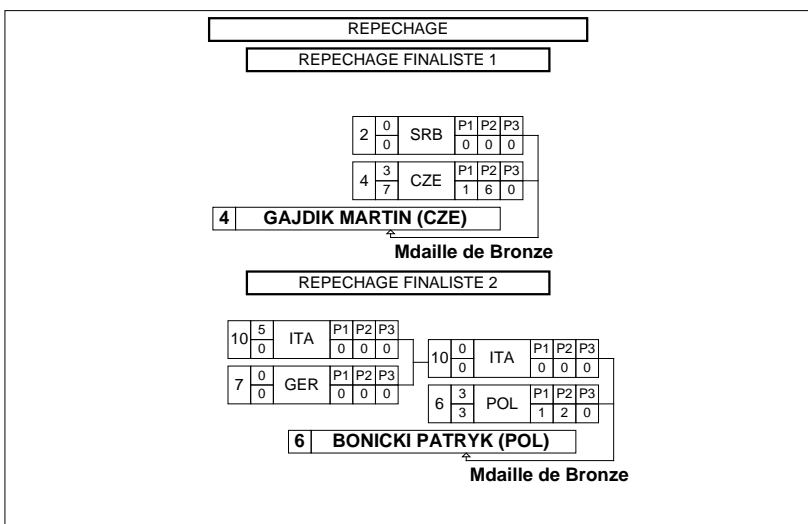 REPECHAGE
REPECHAGE FINALISTE 1
2 0 SRB P1 P2 P3
0 0 0 0
4 3 CZE P1 P2 P3
7 1 6 0
4 GAJDIK MARTIN (CZE)
Mdaille de Bronze
REPECHAGE FINALISTE 2
10 5 ITA P1 P2 P3
0 0 0 0
10 0 ITA P1 P2 P3
0 0 0 0
7 0 GER P1 P2 P3
0 0 0 0
6 3 POL P1 P2 P3
3 1 2 0
6 BONICKI PATRYK (POL)
Mdaille de Bronze